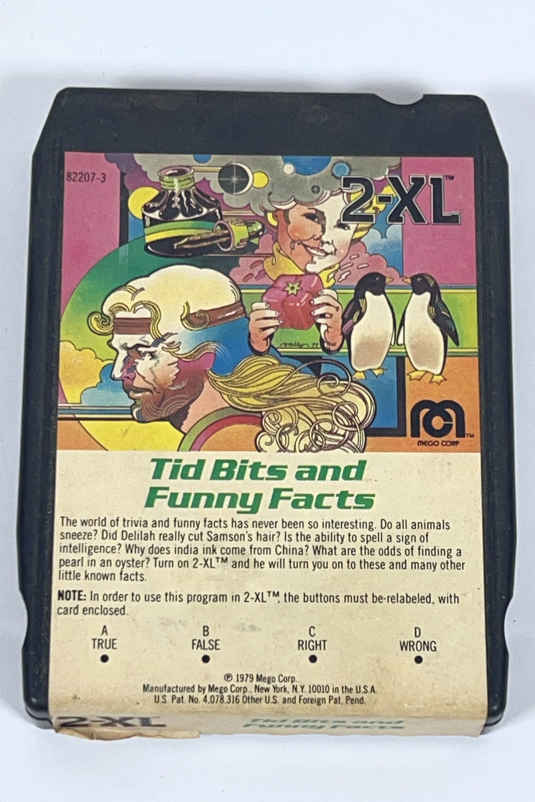 82207-3
2-XL™
MEGO CORP™
Tid Bits and
Funny Facts
The world of trivia and funny facts has never been so interesting. Do all animals
sneeze? Did Delilah really cut Samson's hair? Is the ability to spell a sign of
intelligence? Why does india ink come from China? What are the odds of finding a
pearl in an oyster? Turn on 2-XL™ and he will turn you on to these and many other
little known facts.
NOTE: In order to use this program in 2-XL™, the buttons must be-relabeled, with
card enclosed.
A B C D
TRUE FALSE RIGHT WRONG
℗ 1979 Mego Corp.
Manufactured by Mego Corp., New York, N.Y. 10010 in the U.S.A.
U.S. Pat. No. 4,078,316 Other U.S. and Foreign Pat. Pend.
2-XL Tid Bits and
Funny Facts